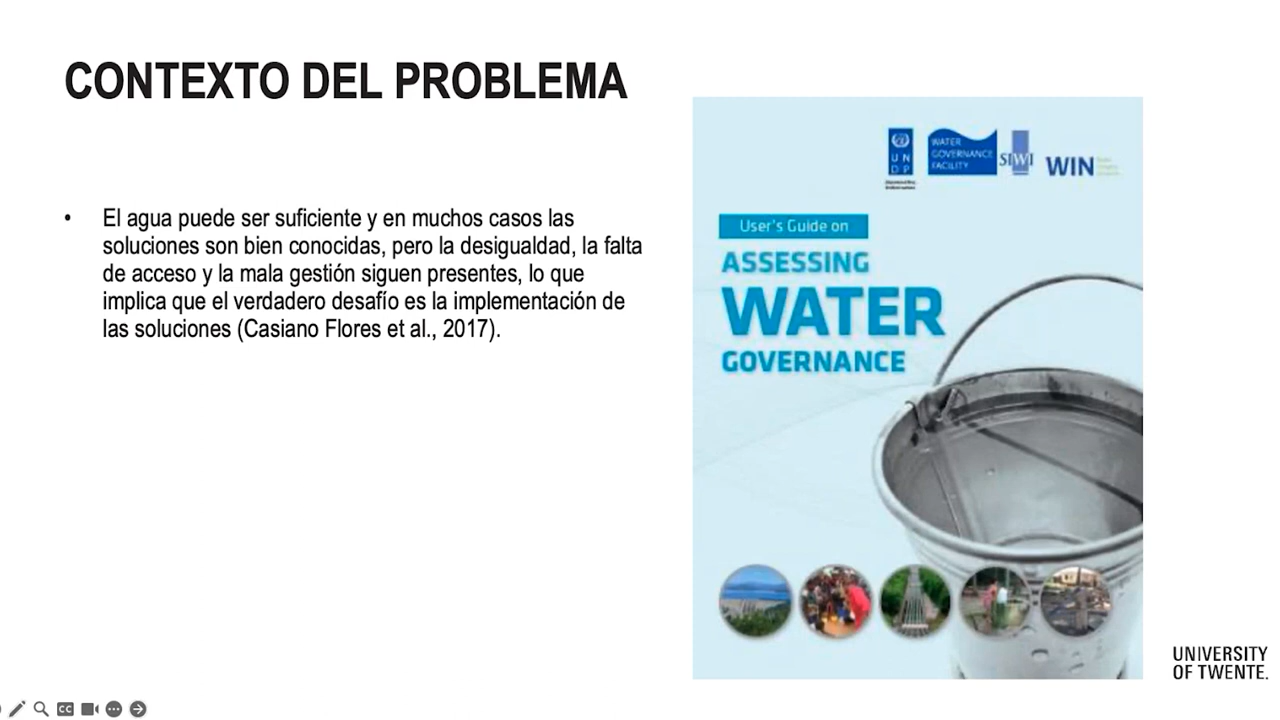 CONTEXTO DEL PROBLEMA
• El agua puede ser suficiente y en muchos casos las
soluciones son bien conocidas, pero la desigualdad, la falta
de acceso y la mala gestión siguen presentes, lo que
implica que el verdadero desafío es la implementación de
las soluciones (Casiano Flores et al., 2017).
U N
D P
WATER
GOVERNANCE
FACILITY
SIWI
WIN
User's Guide on
ASSESSING
WATER
GOVERNANCE
UNIVERSITY
OF TWENTE.
CC